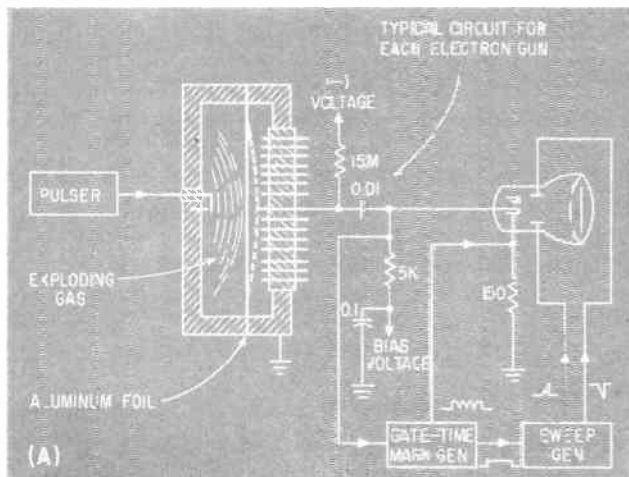 TYPICAL CIRCUIT FOR
EACH ELECTRON GUN
(-)
VOLTAGE
15M
0.01
PULSER
EXPLODING
GAS
5K
150
0.1
BIAS
VOLTAGE
ALUMINUM FOIL
GATE-TIME
MARK GEN
SWEEP
GEN
(A)